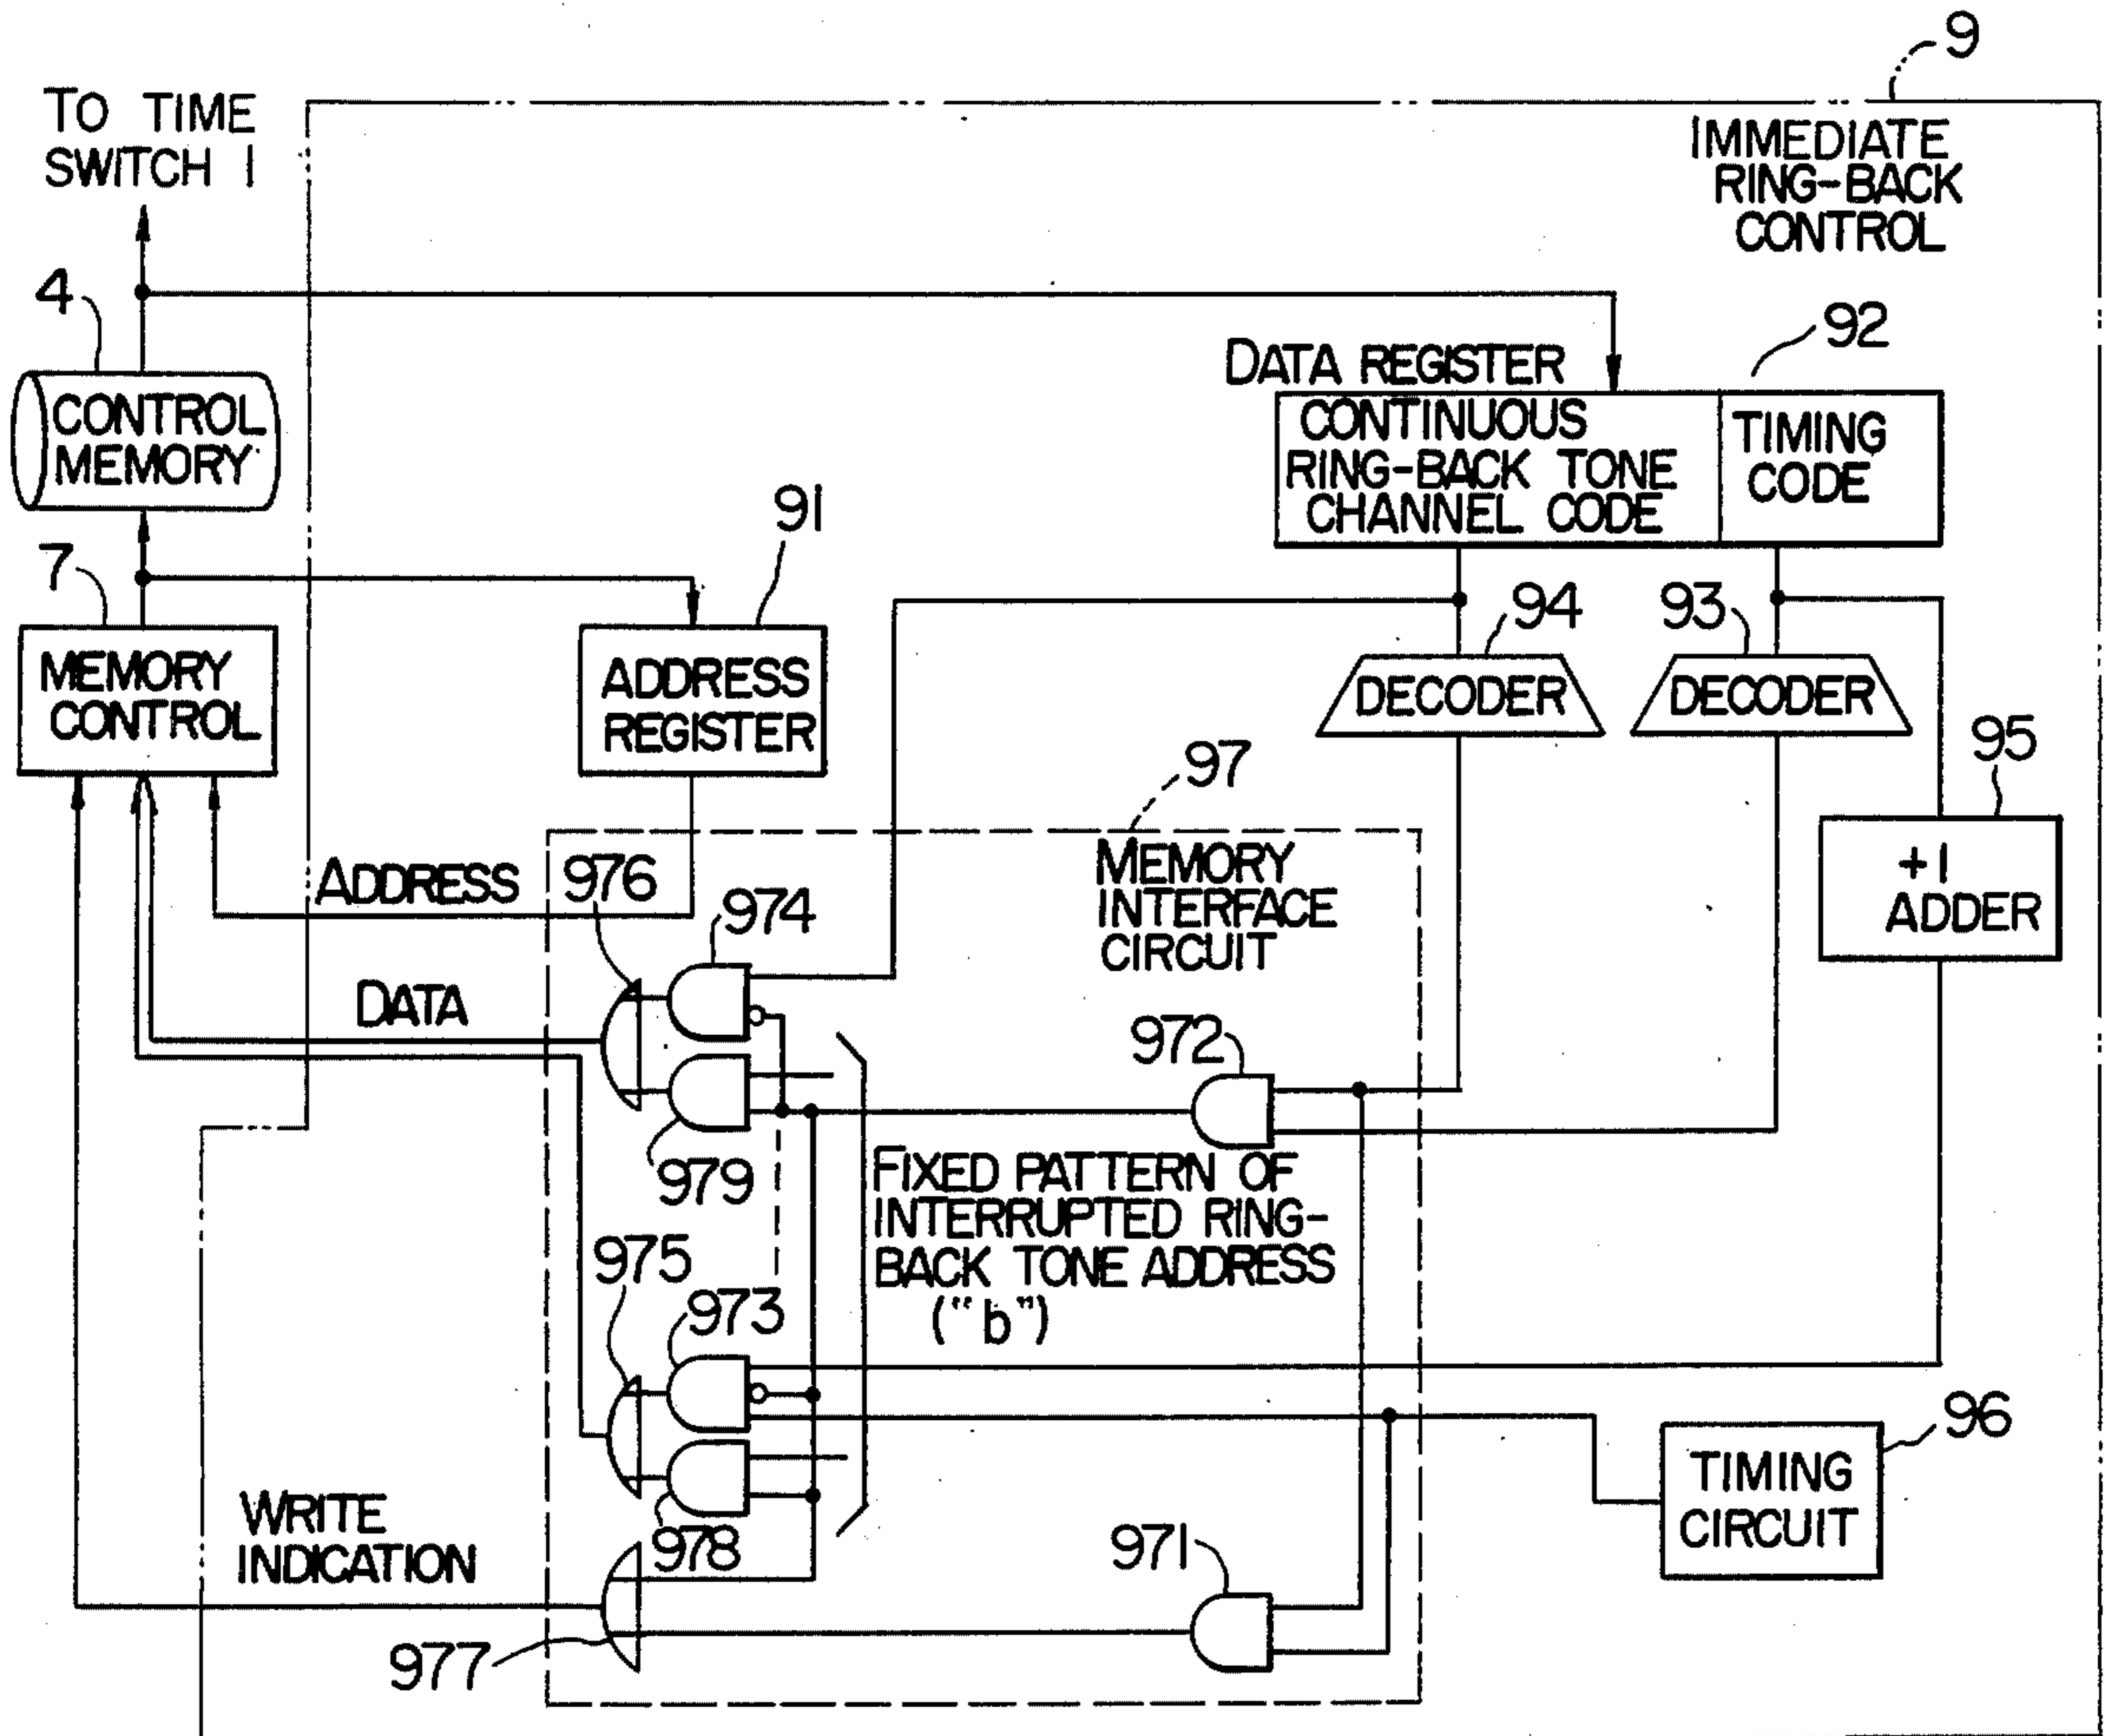 9
TO TIME
SWITCH 1
IMMEDIATE
RING-BACK
CONTROL
4
92
DATA REGISTER
CONTROL
MEMORY
CONTINUOUS
RING-BACK TONE
CHANNEL CODE
TIMING
CODE
91
7
94
93
MEMORY
CONTROL
ADDRESS
REGISTER
DECODER
DECODER
95
97
+1
ADDER
MEMORY
INTERFACE
CIRCUIT
ADDRESS
976
974
DATA
972
979
FIXED PATTERN OF
INTERRUPTED RING-
BACK TONE ADDRESS
("b")
975
973
96
TIMING
CIRCUIT
WRITE
INDICATION
978
971
977